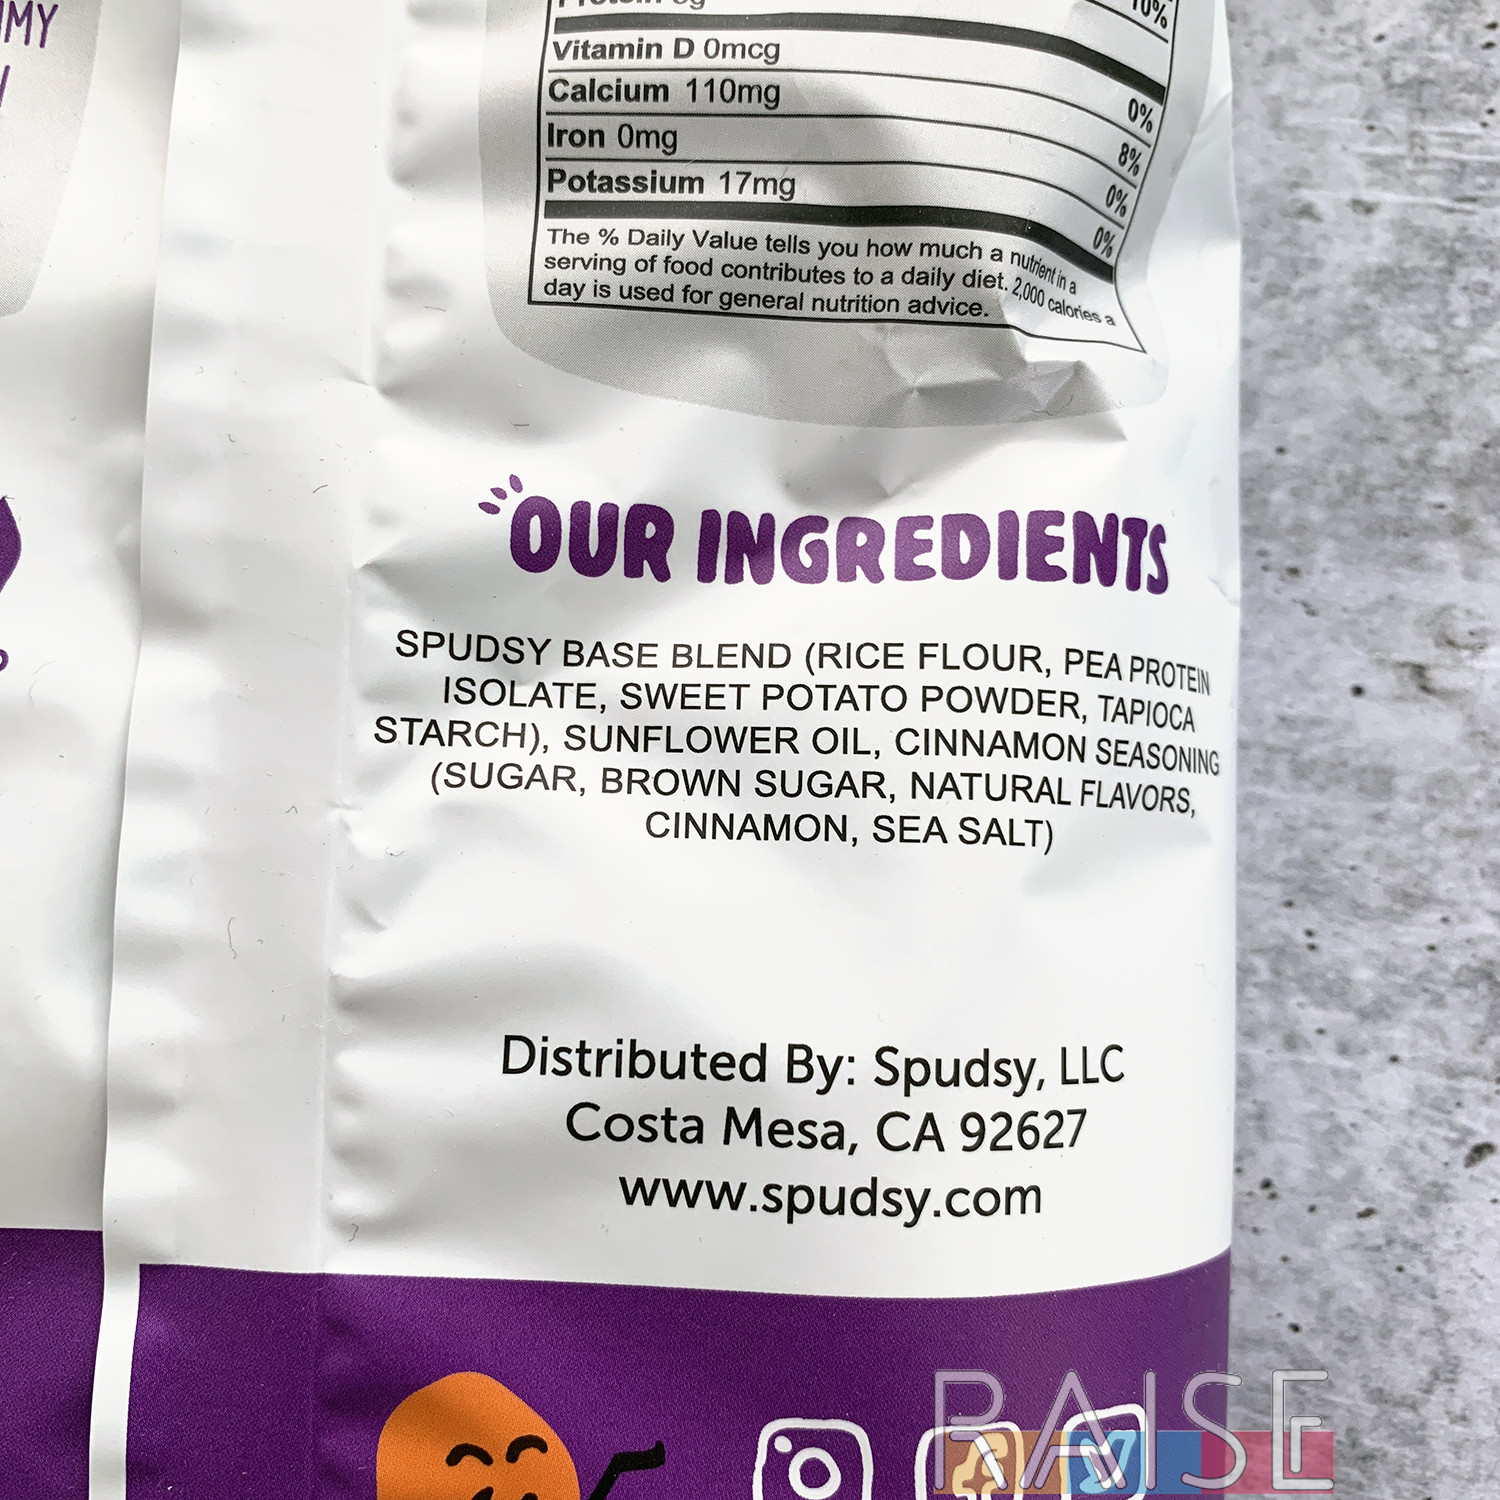 MMY
10%
Vitamin D 0mcg 0%
Calcium 110mg 8%
Iron 0mg 0%
Potassium 17mg 0%
The % Daily Value tells you how much a nutrient in a
serving of food contributes to a daily diet. 2,000 calories a
day is used for general nutrition advice.
OUR INGREDIENTS
SPUDSY BASE BLEND (RICE FLOUR, PEA PROTEIN
ISOLATE, SWEET POTATO POWDER, TAPIOCA
STARCH), SUNFLOWER OIL, CINNAMON SEASONING
(SUGAR, BROWN SUGAR, NATURAL FLAVORS,
CINNAMON, SEA SALT)
Distributed By: Spudsy, LLC
Costa Mesa, CA 92627
www.spudsy.com
RAISE